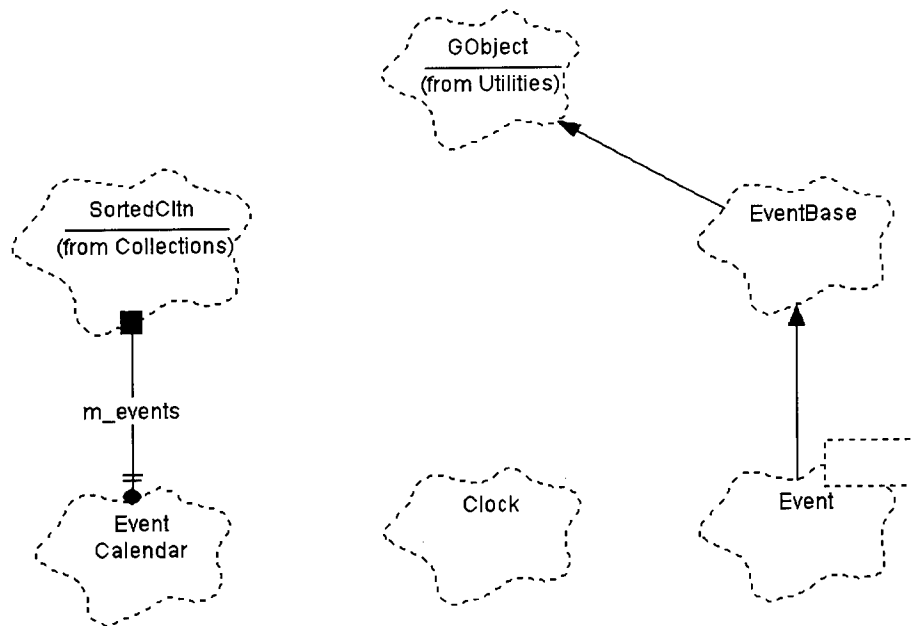 GObject
(from Utilities)
SortedCltn
(from Collections)
EventBase
m_events
Event
Calendar
Clock
Event